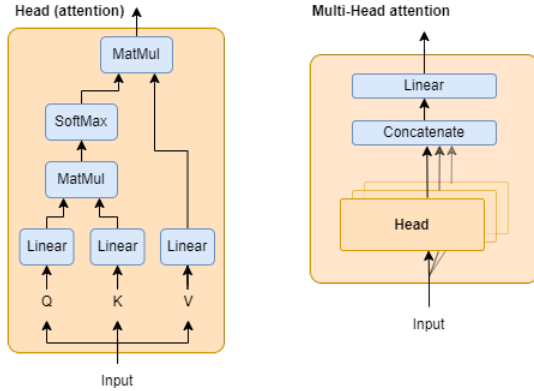 Head (attention)
MatMul
SoftMax
MatMul
Linear Linear Linear
Q K V
Input
Multi-Head attention
Linear
Concatenate
Head
Input